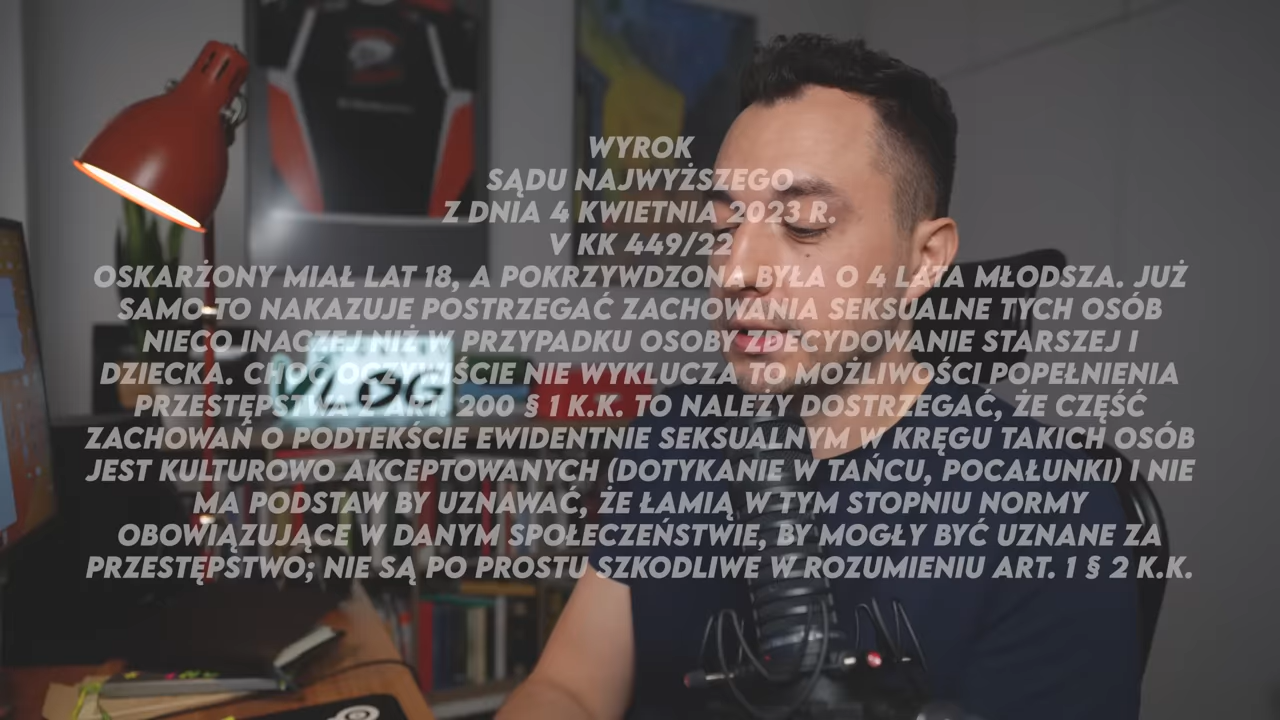 WYROK
SĄDU NAJWYŻSZEGO
Z DNIA 4 KWIETNIA 2023 R.
V KK 449/22
OSKARŻONY MIAŁ LAT 18, A POKRZYWDZONA BYŁA O 4 LATA MŁODSZA. JUŻ
SAMO TO NAKAZUJE POSTRZEGAĆ ZACHOWANIA SEKSUALNE TYCH OSÓB
NIECO INACZEJ NIŻ W PRZYPADKU OSOBY ZDECYDOWANIE STARSZEJ I
DZIECKA. CHOĆ OCZYWIŚCIE NIE WYKLUCZA TO MOŻLIWOŚCI POPEŁNIENIA
PRZESTĘPSTWA Z ART. 200 § 1 K.K. TO NALEŻY DOSTRZEGAĆ, ŻE CZĘŚĆ
ZACHOWAŃ O PODTEKŚCIE EWIDENTNIE SEKSUALNYM W KRĘGU TAKICH OSÓB
JEST KULTUROWO AKCEPTOWANYCH (DOTYKANIE W TAŃCU, POCAŁUNKI) I NIE
MA PODSTAW BY UZNAWAĆ, ŻE ŁAMIĄ W TYM STOPNIU NORMY
OBOWIĄZUJĄCE W DANYM SPOŁECZEŃSTWIE, BY MOGŁY BYĆ UZNANE ZA
PRZESTĘPSTWO; NIE SĄ PO PROSTU SZKODLIWE W ROZUMIENIU ART. 1 § 2 K.K.
VLOG